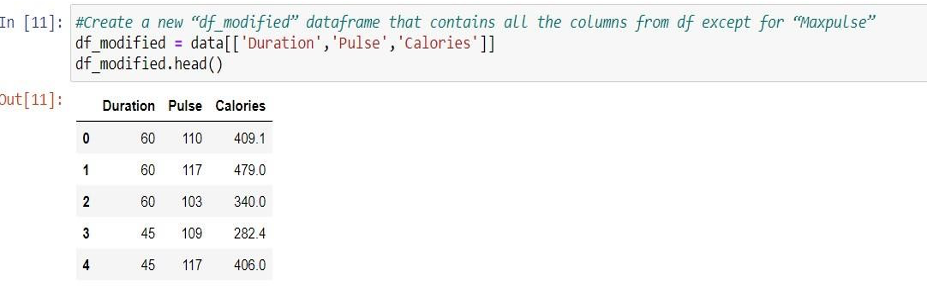 In [11]: #Create a new “df_modified” dataframe that contains all the columns from df except for “Maxpulse”
df_modified = data[['Duration','Pulse','Calories']]
df_modified.head()
Out[11]:
Duration Pulse Calories
0 60 110 409.1
1 60 117 479.0
2 60 103 340.0
3 45 109 282.4
4 45 117 406.0